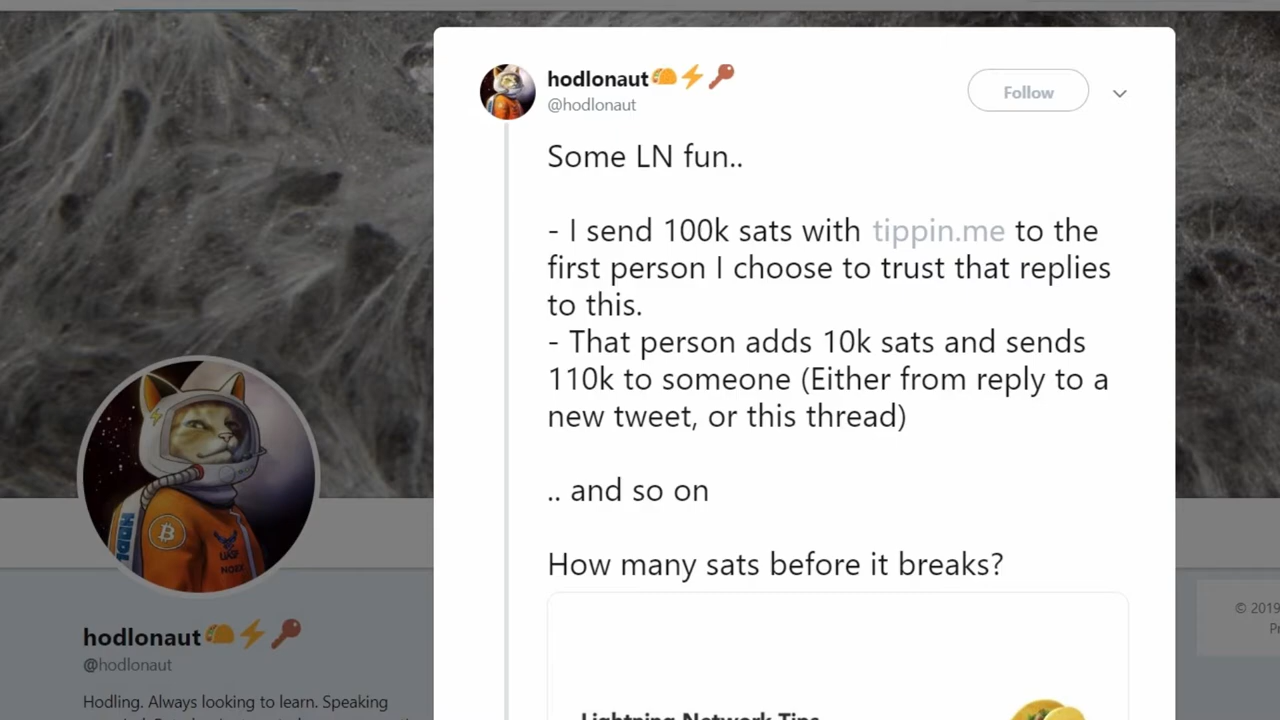 hodlonaut🌮⚡🔑
@hodlonaut
Follow
Some LN fun..
- I send 100k sats with tippin.me to the
first person I choose to trust that replies
to this.
- That person adds 10k sats and sends
110k to someone (Either from reply to a
new tweet, or this thread)
.. and so on
How many sats before it breaks?
Lightning Network Tips
hodlonaut🌮⚡🔑
@hodlonaut
Hodling. Always looking to learn. Speaking
© 2019